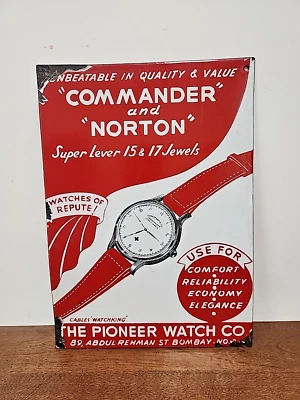 UNBEATABLE IN QUALITY & VALUE
"COMMANDER"
and
"NORTON"
Super Lever 15 & 17 Jewels
WATCHES OF
REPUTE!
USE FOR
COMFORT
RELIABILITY
ECONOMY
&
ELEGANCE
CABLES 'WATCHKING'
THE PIONEER WATCH CO
89, ABDUL REHMAN ST BOMBAY, NO.